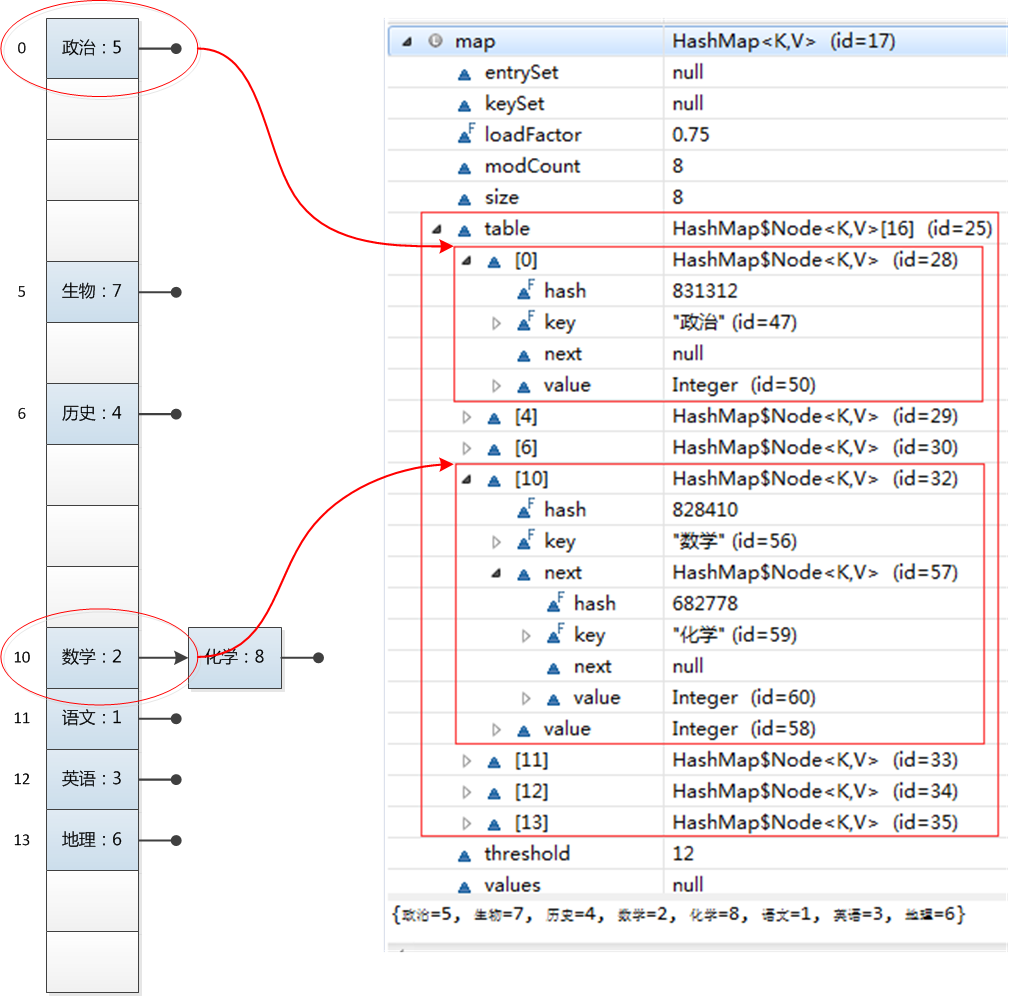 0 政治：5
5 生物：7
6 历史：4
10 数学：2 化学：8
11 语文：1
12 英语：3
13 地理：6
map HashMap<K,V> (id=17)
entrySet null
keySet null
loadFactor 0.75
modCount 8
size 8
table HashMap$Node<K,V>[16] (id=25)
[0] HashMap$Node<K,V> (id=28)
hash 831312
key "政治" (id=47)
next null
value Integer (id=50)
[4] HashMap$Node<K,V> (id=29)
[6] HashMap$Node<K,V> (id=30)
[10] HashMap$Node<K,V> (id=32)
hash 828410
key "数学" (id=56)
next HashMap$Node<K,V> (id=57)
hash 682778
key "化学" (id=59)
next null
value Integer (id=60)
value Integer (id=58)
[11] HashMap$Node<K,V> (id=33)
[12] HashMap$Node<K,V> (id=34)
[13] HashMap$Node<K,V> (id=35)
threshold 12
values null
{政治=5, 生物=7, 历史=4, 数学=2, 化学=8, 语文=1, 英语=3, 地理=6}